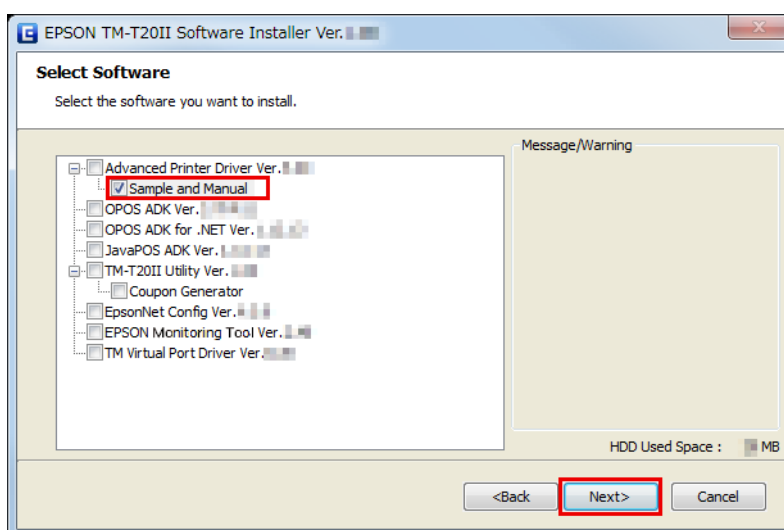 EPSON TM-T20II Software Installer Ver.
Select Software
Select the software you want to install.
Message/Warning
Advanced Printer Driver Ver.
Sample and Manual
OPOS ADK Ver.
OPOS ADK for .NET Ver.
JavaPOS ADK Ver.
TM-T20II Utility Ver.
Coupon Generator
EpsonNet Config Ver.
EPSON Monitoring Tool Ver.
TM Virtual Port Driver Ver.
HDD Used Space : MB
<Back Next> Cancel